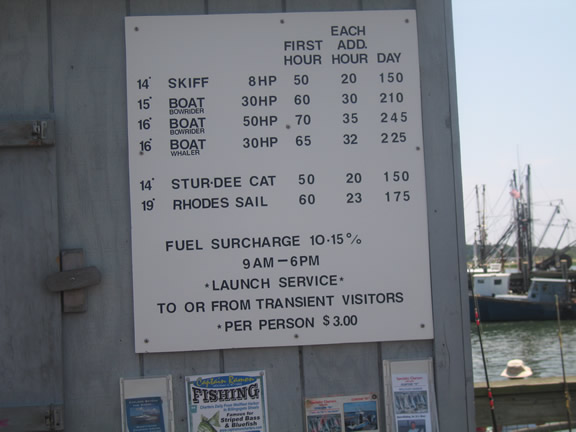 EACH
FIRST ADD.
HOUR HOUR DAY
14' SKIFF 8HP 50 20 150
15' BOAT 30HP 60 30 210
BOWRIDER
16' BOAT 50HP 70 35 245
BOWRIDER
16' BOAT 30HP 65 32 225
WHALER
14' STUR·DEE CAT 50 20 150
19' RHODES SAIL 60 23 175
FUEL SURCHARGE 10-15%
9AM–6PM
*LAUNCH SERVICE*
TO OR FROM TRANSIENT VISITORS
*PER PERSON $3.00
FISHING
Famous for
Striped Bass
& Bluefish